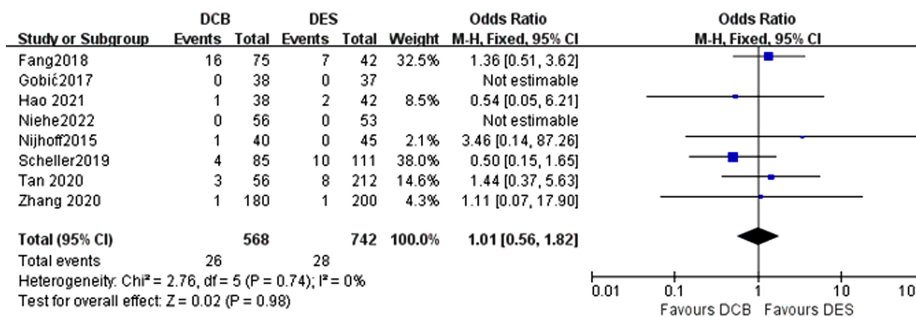 DCB DES Odds Ratio Odds Ratio
Study or Subgroup Events Total Events Total Weight M-H, Fixed, 95% CI M-H, Fixed, 95% CI
Fang2018 16 75 7 42 32.5% 1.36 [0.51, 3.62]
Gobić2017 0 38 0 37 Not estimable
Hao 2021 1 38 2 42 8.5% 0.54 [0.05, 6.21]
Niehe2022 0 56 0 53 Not estimable
Nijhoff2015 1 40 0 45 2.1% 3.46 [0.14, 87.26]
Scheller2019 4 85 10 111 38.0% 0.50 [0.15, 1.65]
Tan 2020 3 56 8 212 14.6% 1.44 [0.37, 5.63]
Zhang 2020 1 180 1 200 4.3% 1.11 [0.07, 17.90]
Total (95% CI) 568 742 100.0% 1.01 [0.56, 1.82]
Total events 26 28
Heterogeneity: Chi² = 2.76, df = 5 (P = 0.74); I² = 0%
Test for overall effect: Z = 0.02 (P = 0.98)
0.01 0.1 1 10 100
Favours DCB Favours DES